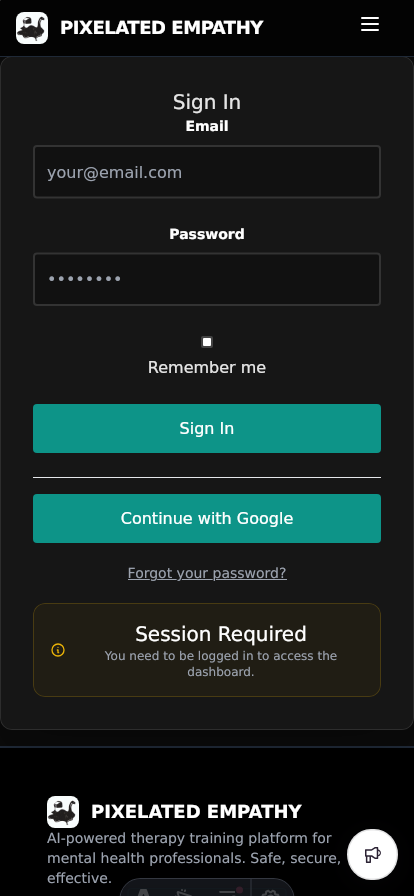 PIXELATED EMPATHY
Sign In
Email
your@email.com
Password
••••••••
Remember me
Sign In
Continue with Google
Forgot your password?
Session Required
You need to be logged in to access the
dashboard.
PIXELATED EMPATHY
AI-powered therapy training platform for
mental health professionals. Safe, secure,
effective.